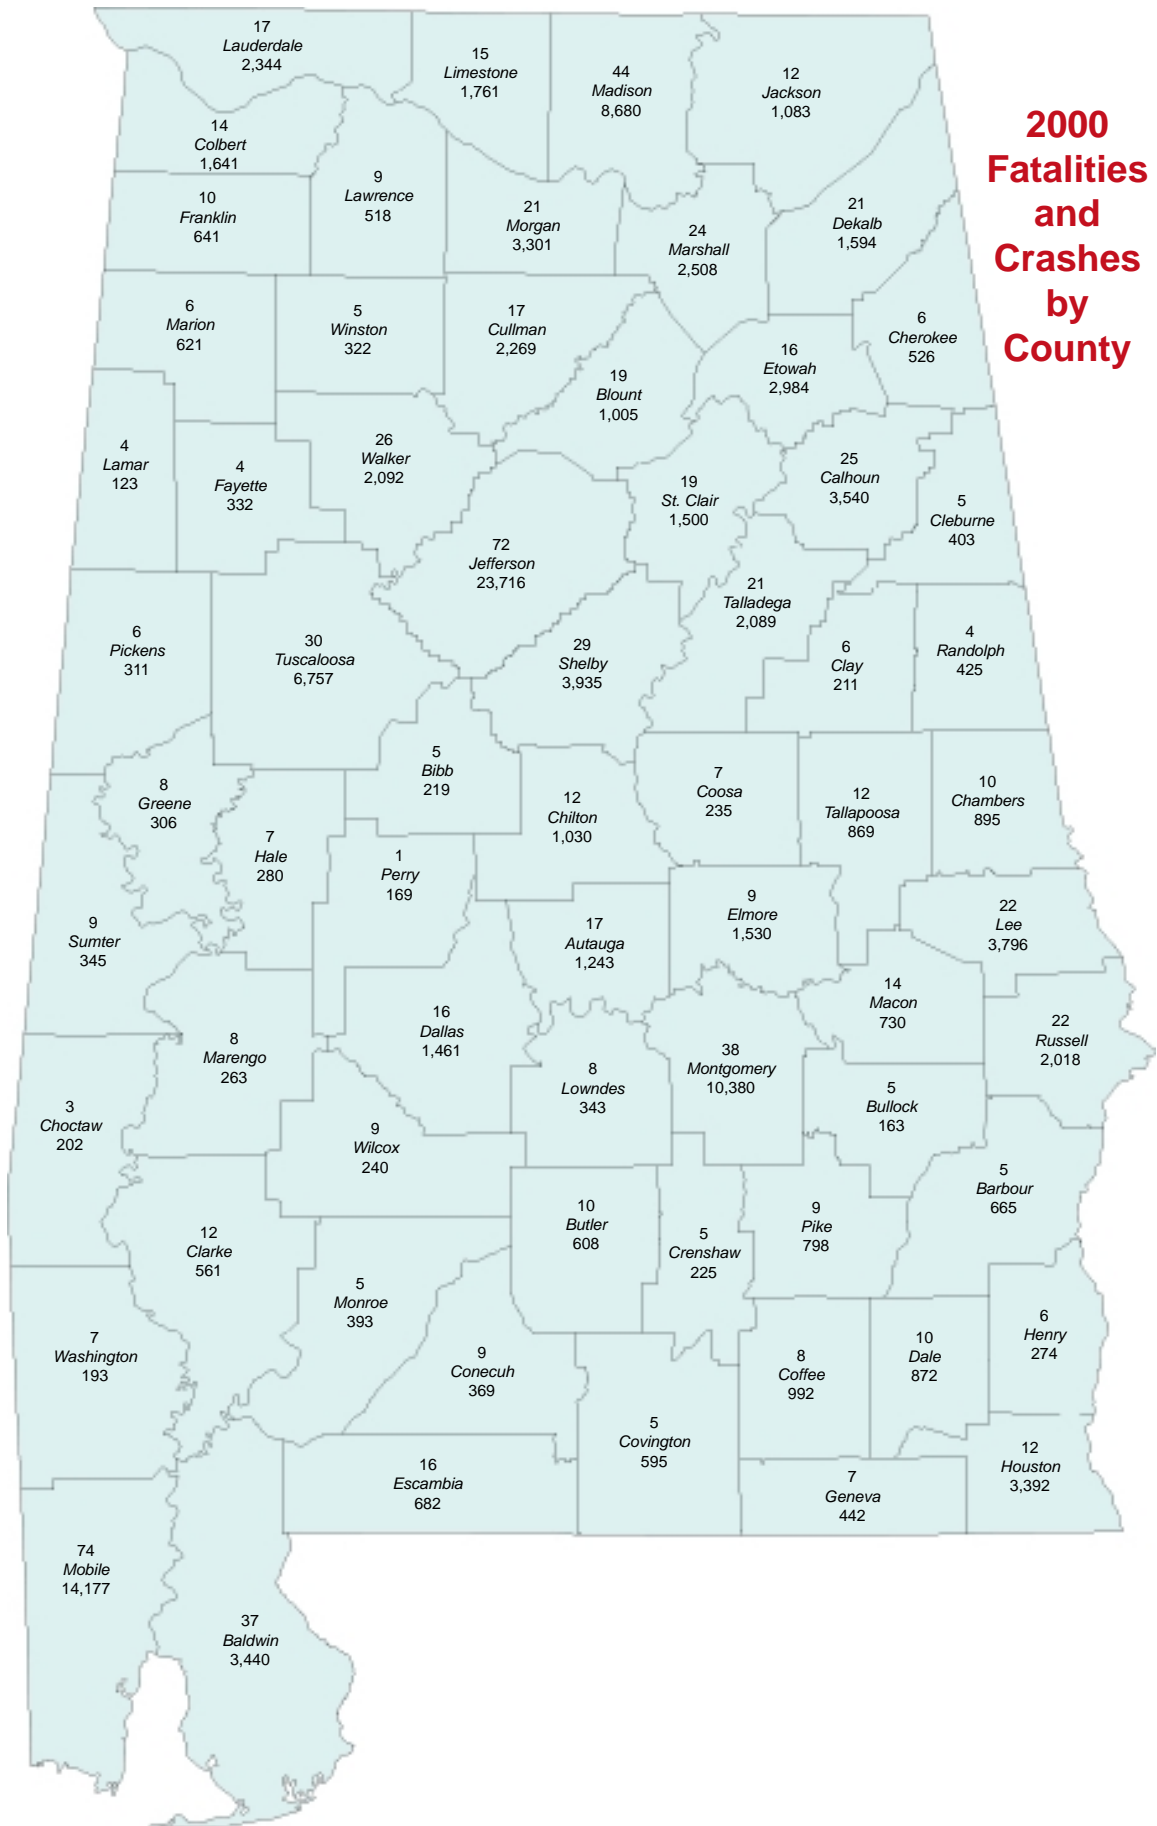 17
Lauderdale
2,344
15
Limestone
1,761
44
Madison
8,680
12
Jackson
1,083
2000
Fatalities
and
Crashes
by
County
14
Colbert
1,641
9
Lawrence
518
10
Franklin
641
21
Morgan
3,301
24
Marshall
2,508
21
Dekalb
1,594
6
Marion
621
5
Winston
322
17
Cullman
2,269
6
Cherokee
526
16
Etowah
2,984
19
Blount
1,005
4
Lamar
123
4
Fayette
332
26
Walker
2,092
19
St. Clair
1,500
25
Calhoun
3,540
5
Cleburne
403
72
Jefferson
23,716
21
Talladega
2,089
6
Pickens
311
30
Tuscaloosa
6,757
29
Shelby
3,935
6
Clay
211
4
Randolph
425
5
Bibb
219
8
Greene
306
12
Chilton
1,030
7
Coosa
235
12
Tallapoosa
869
10
Chambers
895
7
Hale
280
1
Perry
169
9
Sumter
345
17
Autauga
1,243
9
Elmore
1,530
22
Lee
3,796
14
Macon
730
16
Dallas
1,461
8
Marengo
263
8
Lowndes
343
38
Montgomery
10,380
22
Russell
2,018
5
Bullock
163
3
Choctaw
202
9
Wilcox
240
5
Barbour
665
12
Clarke
561
10
Butler
608
5
Crenshaw
225
9
Pike
798
5
Monroe
393
7
Washington
193
9
Conecuh
369
8
Coffee
992
10
Dale
872
6
Henry
274
5
Covington
595
16
Escambia
682
7
Geneva
442
12
Houston
3,392
74
Mobile
14,177
37
Baldwin
3,440